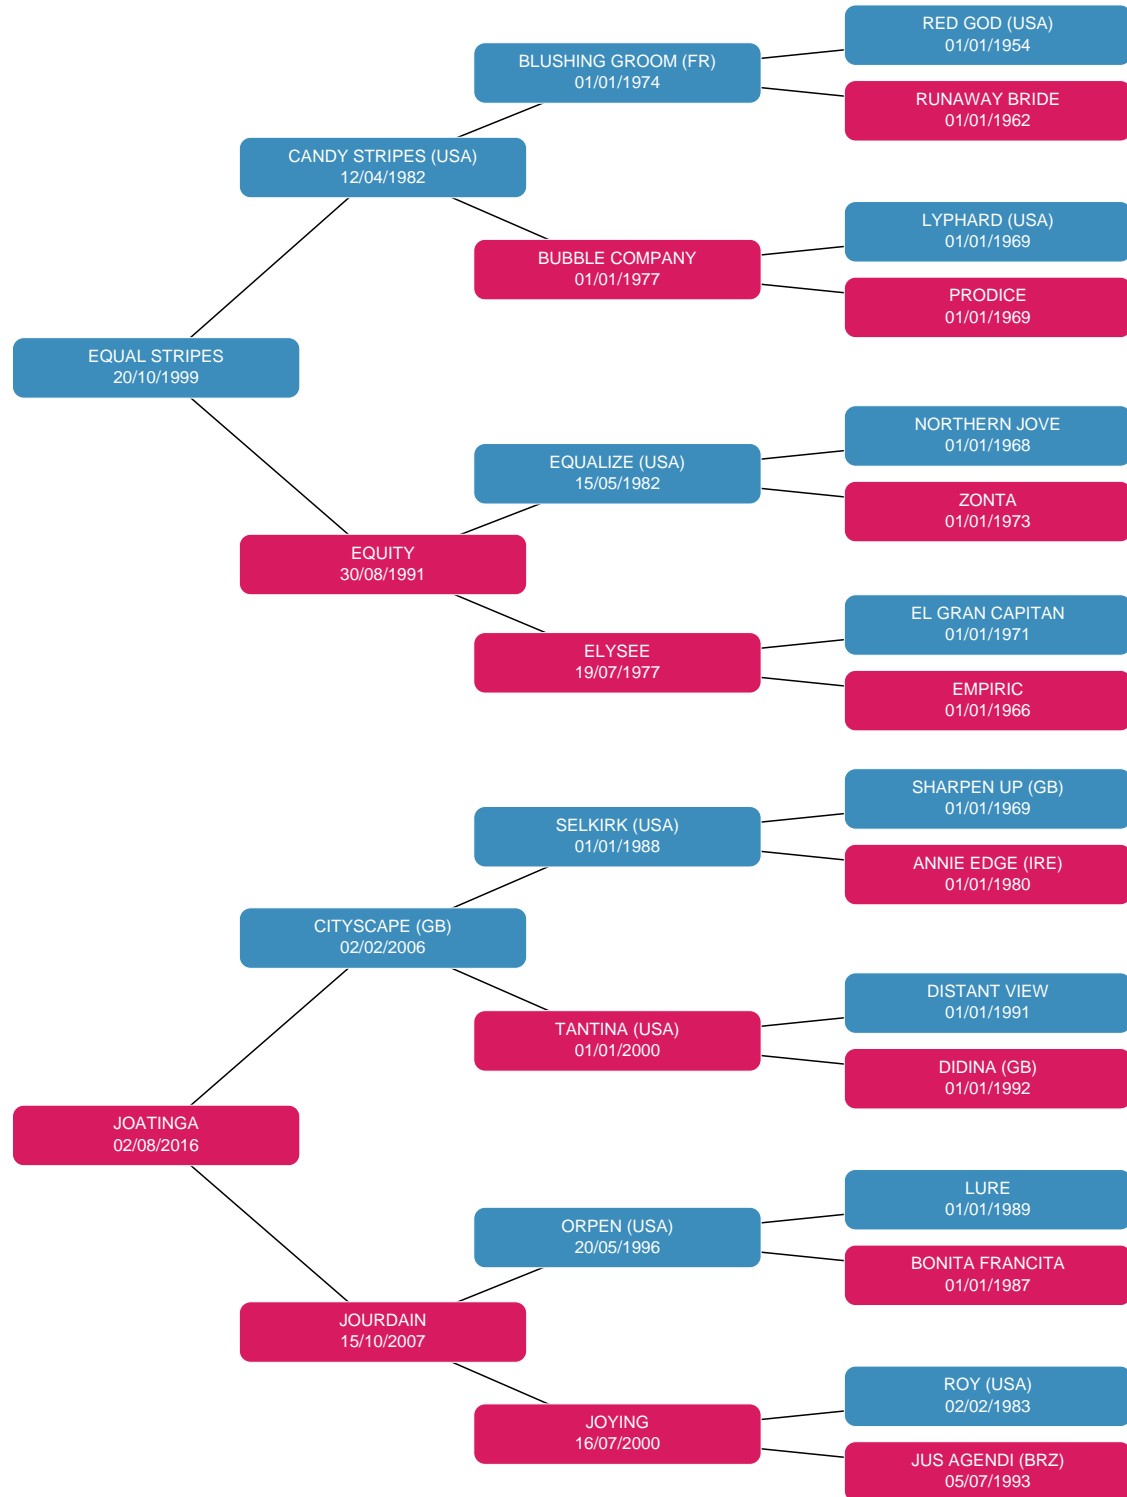 RED GOD (USA)
01/01/1954
BLUSHING GROOM (FR)
01/01/1974
RUNAWAY BRIDE
01/01/1962
CANDY STRIPES (USA)
12/04/1982
LYPHARD (USA)
01/01/1969
BUBBLE COMPANY
01/01/1977
PRODICE
01/01/1969
EQUAL STRIPES
20/10/1999
NORTHERN JOVE
01/01/1968
EQUALIZE (USA)
15/05/1982
ZONTA
01/01/1973
EQUITY
30/08/1991
EL GRAN CAPITAN
01/01/1971
ELYSEE
19/07/1977
EMPIRIC
01/01/1966
SHARPEN UP (GB)
01/01/1969
SELKIRK (USA)
01/01/1988
ANNIE EDGE (IRE)
01/01/1980
CITYSCAPE (GB)
02/02/2006
DISTANT VIEW
01/01/1991
TANTINA (USA)
01/01/2000
DIDINA (GB)
01/01/1992
JOATINGA
02/08/2016
LURE
01/01/1989
ORPEN (USA)
20/05/1996
BONITA FRANCITA
01/01/1987
JOURDAIN
15/10/2007
ROY (USA)
02/02/1983
JOYING
16/07/2000
JUS AGENDI (BRZ)
05/07/1993